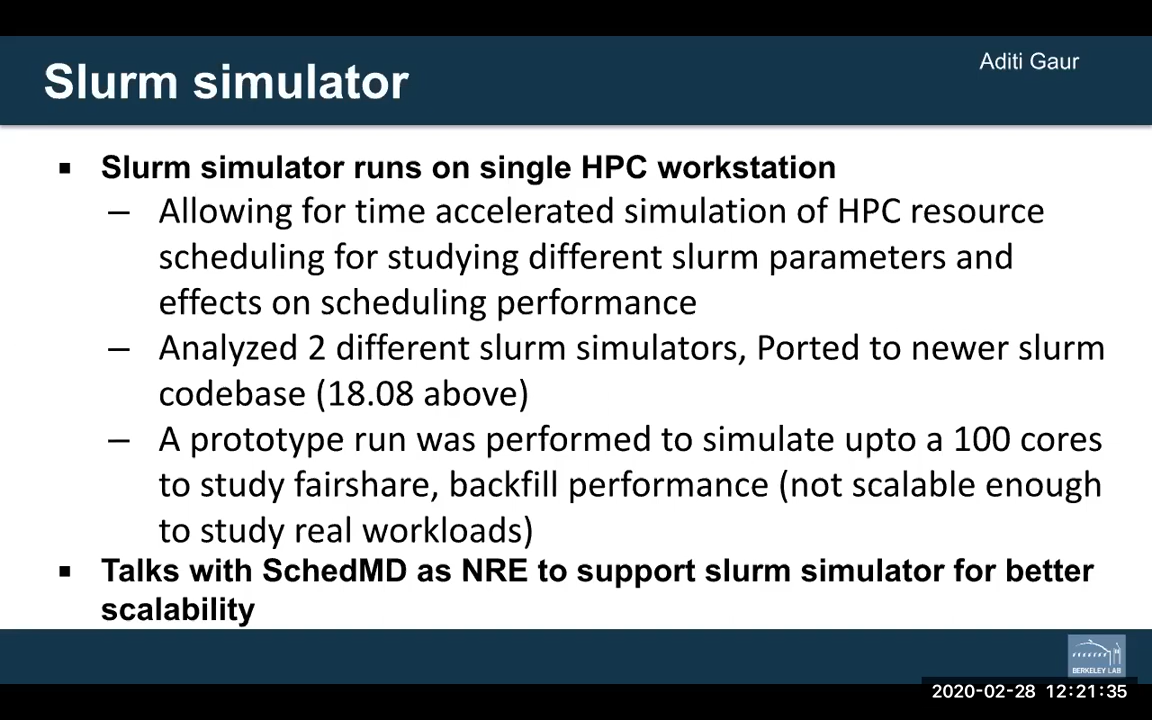 Aditi Gaur
Slurm simulator
▪ Slurm simulator runs on single HPC workstation
– Allowing for time accelerated simulation of HPC resource
scheduling for studying different slurm parameters and
effects on scheduling performance
– Analyzed 2 different slurm simulators, Ported to newer slurm
codebase (18.08 above)
– A prototype run was performed to simulate upto a 100 cores
to study fairshare, backfill performance (not scalable enough
to study real workloads)
▪ Talks with SchedMD as NRE to support slurm simulator for better
scalability
BERKELEY LAB
2020-02-28 12:21:35